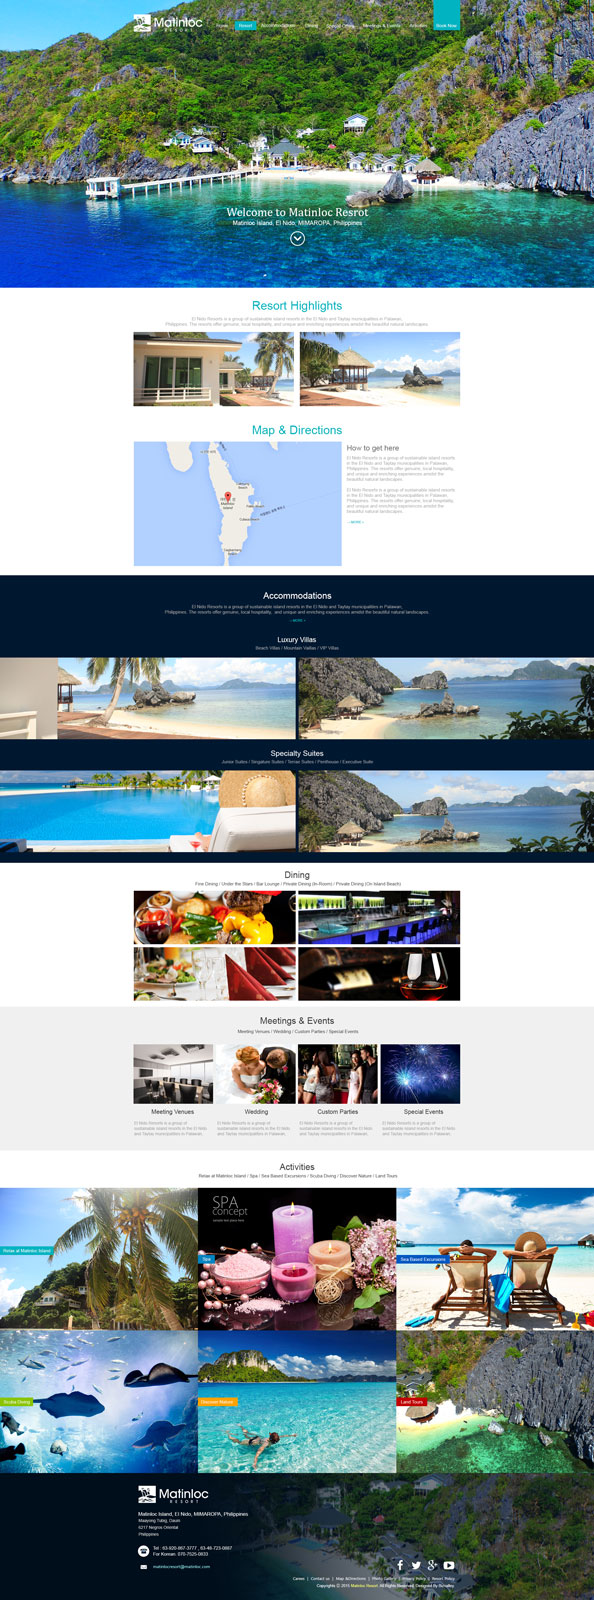 Matinloc
RESORT
Home Resort Accommodations Dining Special Offers Meetings & Events Activities Book Now
Welcome to Matinloc Resrot
Matinloc Island, El Nido, MIMAROPA, Philippines
Resort Highlights
El Nido Resorts is a group of sustainable island resorts in the El Nido and Taytay municipalities in Palawan,
Philippines. The resorts offer genuine, local hospitality, and unique and enriching experiences amidst the beautiful natural landscapes.
Map & Directions
How to get here
El Nido Resorts is a group of sustainable island resorts
in the El Nido and Taytay municipalities in Palawan,
Philippines. The resorts offer genuine, local hospitality,
and unique and enriching experiences amidst the
beautiful natural landscapes.
El Nido Resorts is a group of sustainable island resorts
in the El Nido and Taytay municipalities in Palawan,
Philippines. The resorts offer genuine, local hospitality,
and unique and enriching experiences amidst the
beautiful natural landscapes.
MORE
Matinloc
Island
Accommodations
El Nido Resorts is a group of sustainable island resorts in the El Nido and Taytay municipalities in Palawan,
Philippines. The resorts offer genuine, local hospitality, and unique and enriching experiences amidst the beautiful natural landscapes.
MORE
Luxury Villas
Beach Villas / Mountain Vaillas / VIP Villas
Specialty Suites
Junior Suites / Singature Suites / Terras Suites / Penthouse / Executive Suite
Dining
Fine Dining / Under the Stars / Bar Lounge / Private Dining (In-Room) / Private Dining (On Island Beach)
Meetings & Events
Meeting Venues / Wedding / Custom Parties / Special Events
Meeting Venues Wedding Custom Parties Special Events
El Nido Resorts is a group of El Nido Resorts is a group of El Nido Resorts is a group of El Nido Resorts is a group of
sustainable island resorts in the El Nido sustainable island resorts in the El Nido sustainable island resorts in the El Nido sustainable island resorts in the El Nido
and Taytay municipalities in Palawan, and Taytay municipalities in Palawan, and Taytay municipalities in Palawan, and Taytay municipalities in Palawan,
Activities
Relax at Matinloc Island / Spa / Sea Based Excursions / Scuba Diving / Discover Nature / Land Tours
SPA
concept
Relax at Matinloc Island
Spa
Sea Based Excursions
Scuba Diving
Discover Nature
Land Tours
Matinloc
RESORT
Matinloc Island, El Nido, MIMAROPA, Philippines
Maayong Tubig, Dauin
6217 Negros Oriental
Philippines
Tel : 63-920-867-3777 , 63-46-723-0887
For Korean: 070-7525-0833
matinlocresort@matinloc.com
Career | Contact us | Map &Directions | Photo Gallery | Privacy Policy | Resort Policy
Copyrights ⓒ 2015 Matinloc Resort. All Rights Reserved. Designed By